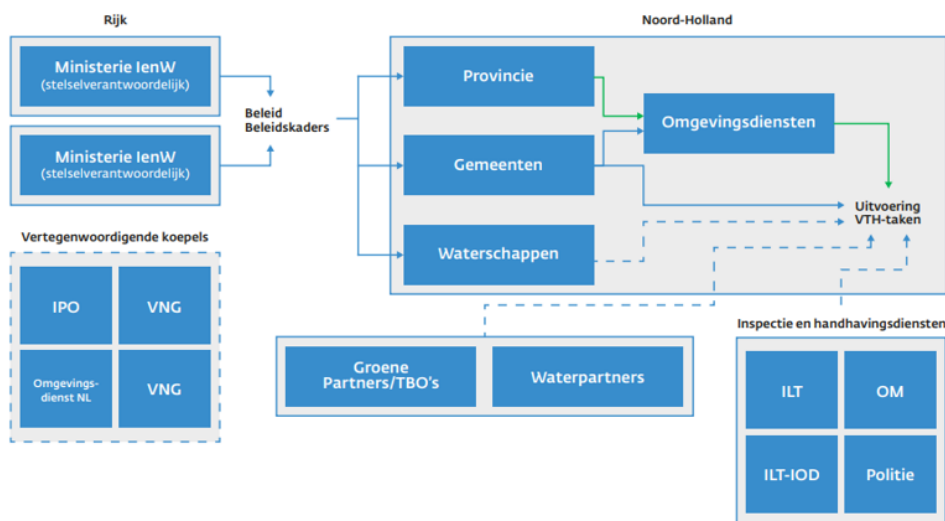 Rijk
Ministerie IenW
(stelselverantwoordelijk)
Ministerie IenW
(stelselverantwoordelijk)
Beleid
Beleidskaders
Vertegenwoordigende koepels
IPO
VNG
Omgevings-
dienst NL
VNG
Noord-Holland
Provincie
Gemeenten
Waterschappen
Omgevingsdiensten
Uitvoering
VTH-taken
Groene
Partners/TBO's
Waterpartners
Inspectie en handhavingsdiensten
ILT
OM
ILT-IOD
Politie